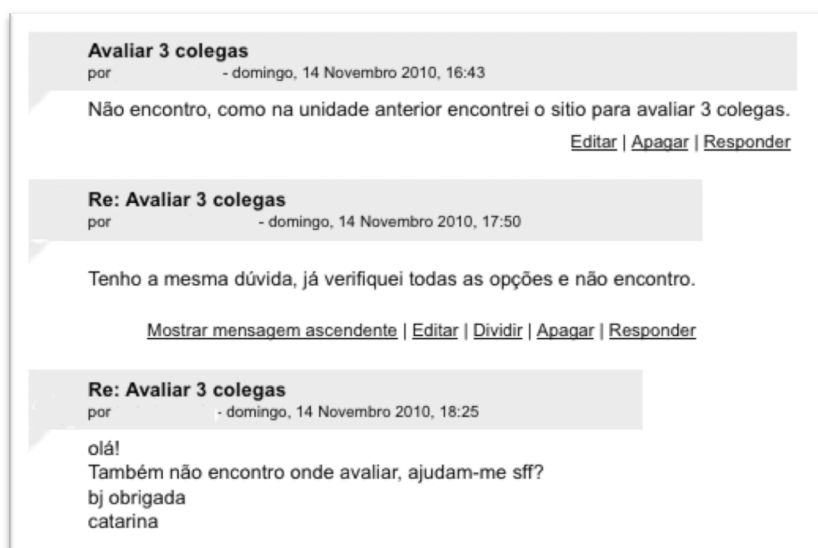 Avaliar 3 colegas
por - domingo, 14 Novembro 2010, 16:43
Não encontro, como na unidade anterior encontrei o sitio para avaliar 3 colegas.
Editar | Apagar | Responder
Re: Avaliar 3 colegas
por - domingo, 14 Novembro 2010, 17:50
Tenho a mesma dúvida, já verifiquei todas as opções e não encontro.
Mostrar mensagem ascendente | Editar | Dividir | Apagar | Responder
Re: Avaliar 3 colegas
por - domingo, 14 Novembro 2010, 18:25
olá!
Também não encontro onde avaliar, ajudam-me sff?
bj obrigada
catarina